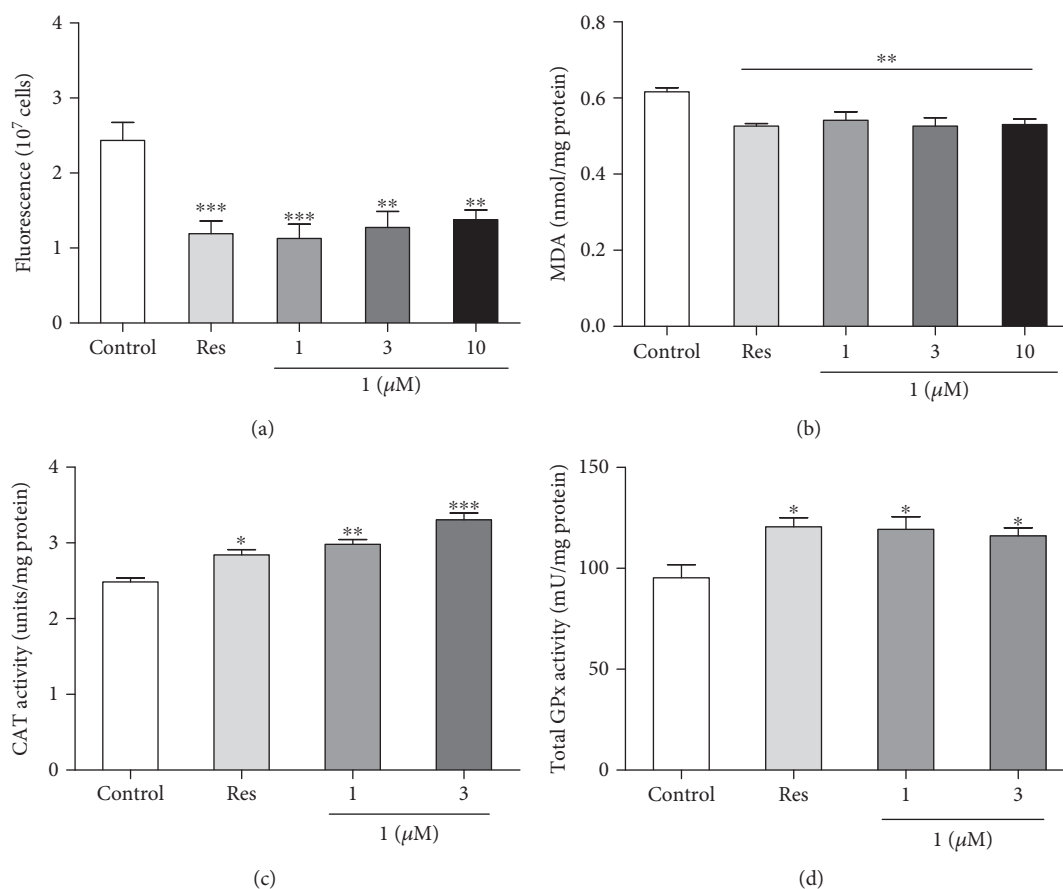 Fluorescence (10⁷ cells)
4
3
2
1
0
***
***
**
**
Control
Res
1
3
10
1 (μM)
(a)
MDA (nmol/mg protein)
0.8
0.6
0.4
0.2
0.0
**
Control
Res
1
3
10
1 (μM)
(b)
CAT activity (units/mg protein)
4
3
2
1
0
*
**
***
Control
Res
1
3
1 (μM)
(c)
Total GPx activity (mU/mg protein)
150
100
50
0
*
*
*
Control
Res
1
3
1 (μM)
(d)